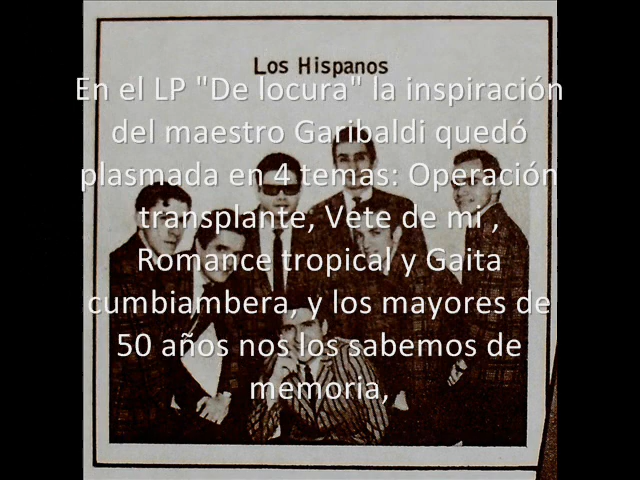 Los Hispanos
En el LP "De locura" la inspiración
del maestro Garibaldi quedó
plasmada en 4 temas: Operación
transplante, Vete de mi ,
Romance tropical y Gaita
cumbiambera, y los mayores de
50 años nos los sabemos de
memoria,